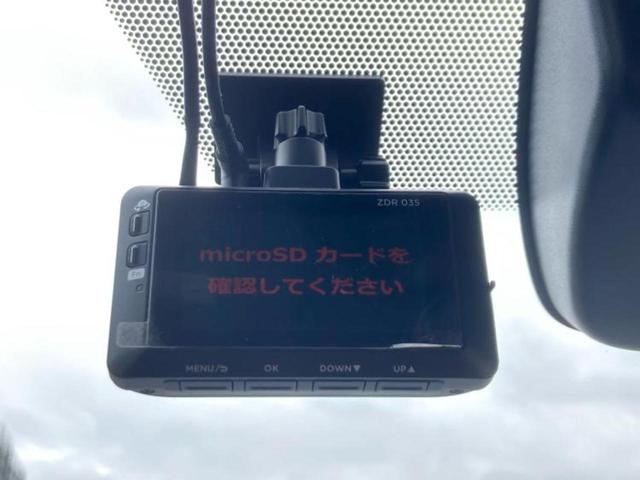 ZDR 035
microSD カードを
確認してください
Fn
MENU/⮌ OK DOWN▼ UP▲